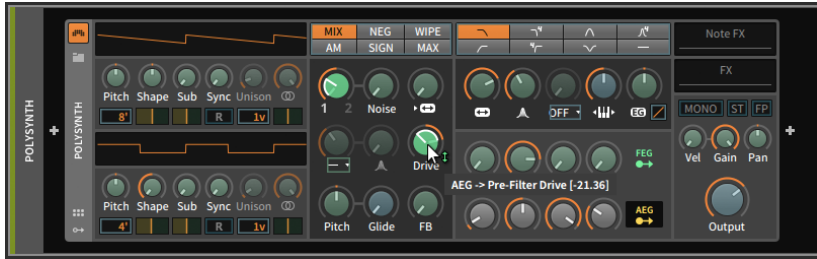 POLYSYNTH
POLYSYNTH
Pitch Shape Sub Sync Unison
8' R 1v
Pitch Shape Sub Sync Unison
4' R 1v
MIX NEG WIPE
AM SIGN MAX
1 2 Noise
Drive
Pitch Glide FB
OFF EG
FEG
AEG -> Pre-Filter Drive [-21.36]
AEG
Note FX
FX
MONO ST FP
Vel Gain Pan
Output